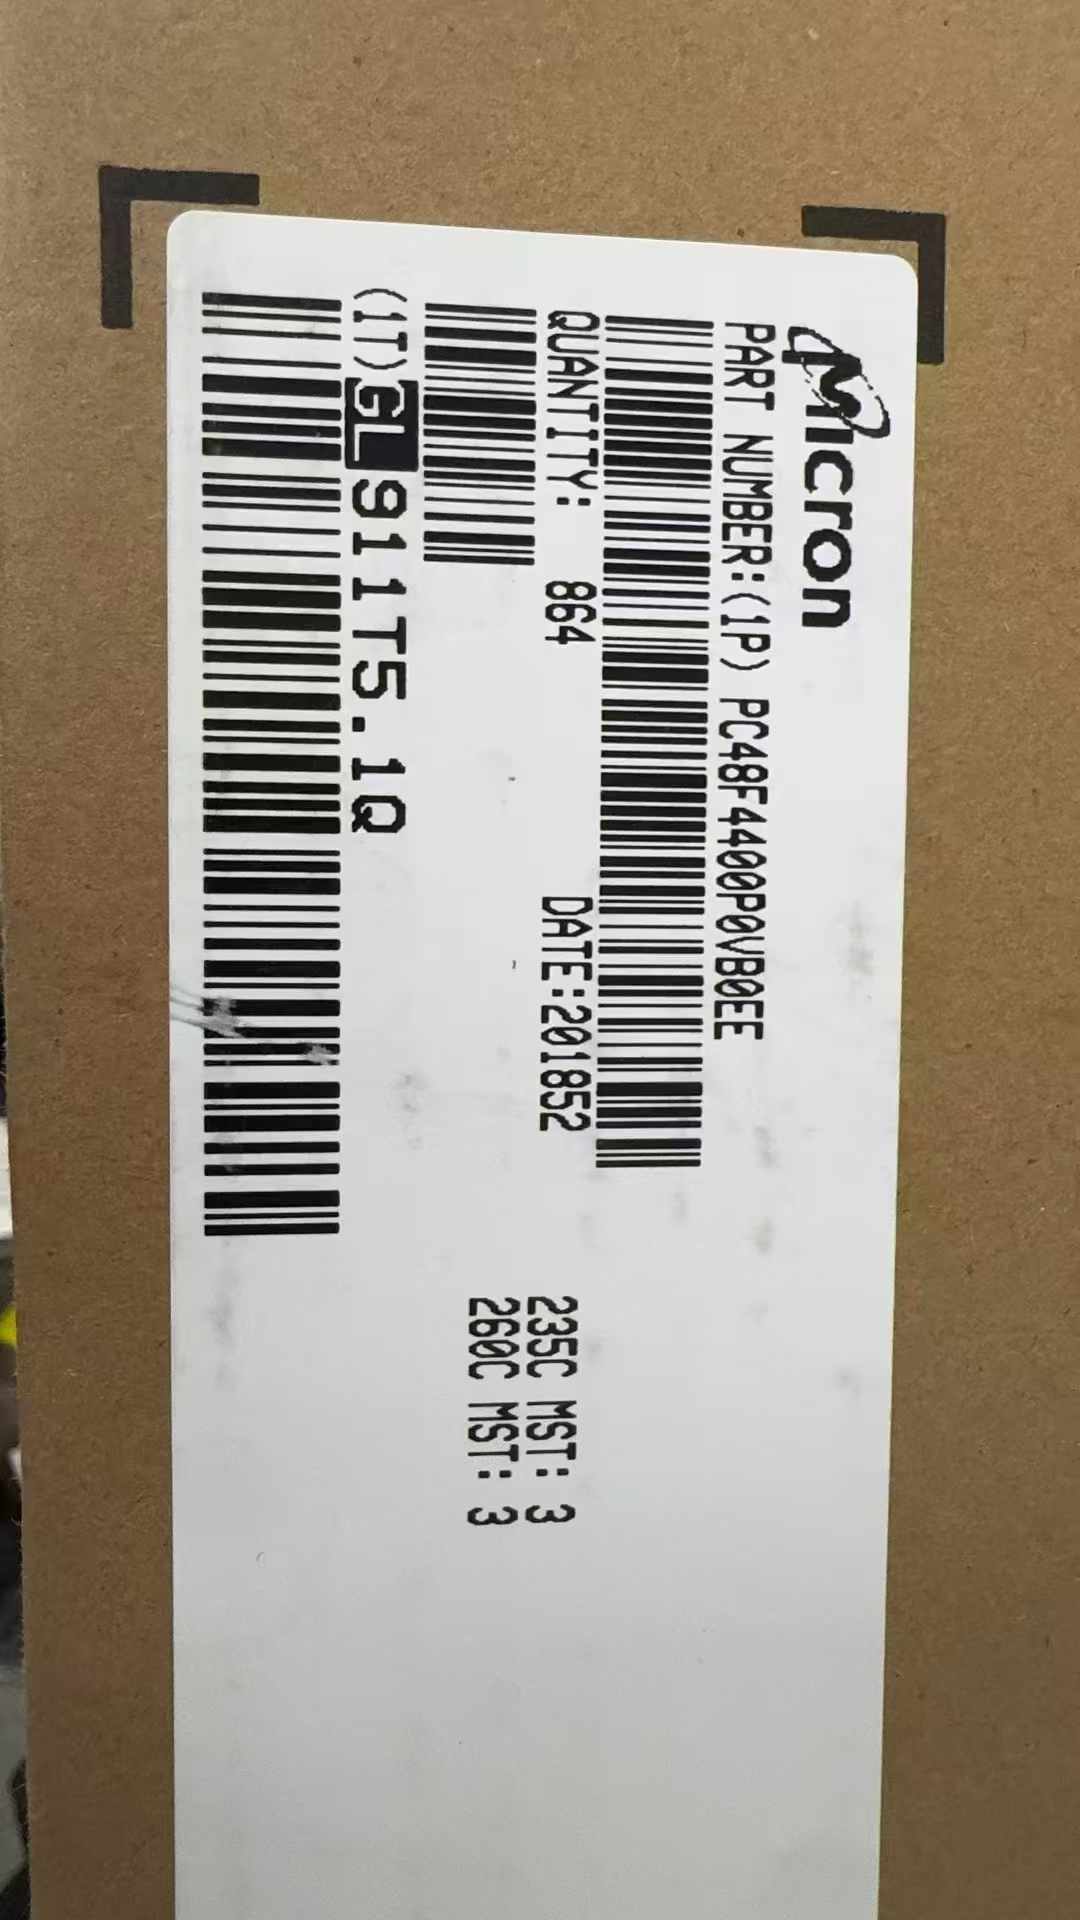 Micron
PART NUMBER:(1P) PC48F4400P0VB0EE
QUANTITY: 864 DATE:201852
235C MST: 3
260C MST: 3
(1T)GL911T5.1Q